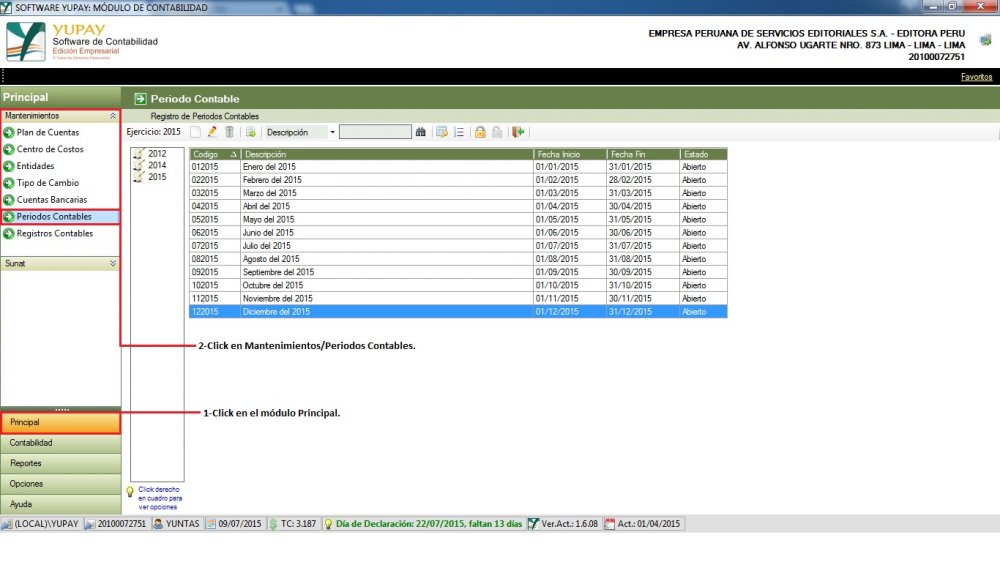 SOFTWARE YUPAY: MÓDULO DE CONTABILIDAD
YUPAY
Software de Contabilidad
Edición Empresarial
© Todos los Derechos Reservados
EMPRESA PERUANA DE SERVICIOS EDITORIALES S.A. - EDITORA PERU
AV. ALFONSO UGARTE NRO. 873 LIMA - LIMA - LIMA
20100072751
Favoritos
Principal
Mantenimientos
Plan de Cuentas
Centro de Costos
Entidades
Tipo de Cambio
Cuentas Bancarias
Periodos Contables
Registros Contables
Sunat
Principal
Contabilidad
Reportes
Opciones
Ayuda
Periodo Contable
Registro de Periodos Contables
Ejercicio: 2015 Descripción
2012
2014
2015
Codigo Descripción Fecha Inicio Fecha Fin Estado
012015 Enero del 2015 01/01/2015 31/01/2015 Abierto
022015 Febrero del 2015 01/02/2015 28/02/2015 Abierto
032015 Marzo del 2015 01/03/2015 31/03/2015 Abierto
042015 Abril del 2015 01/04/2015 30/04/2015 Abierto
052015 Mayo del 2015 01/05/2015 31/05/2015 Abierto
062015 Junio del 2015 01/06/2015 30/06/2015 Abierto
072015 Julio del 2015 01/07/2015 31/07/2015 Abierto
082015 Agosto del 2015 01/08/2015 31/08/2015 Abierto
092015 Septiembre del 2015 01/09/2015 30/09/2015 Abierto
102015 Octubre del 2015 01/10/2015 31/10/2015 Abierto
112015 Noviembre del 2015 01/11/2015 30/11/2015 Abierto
122015 Diciembre del 2015 01/12/2015 31/12/2015 Abierto
2-Click en Mantenimientos/Periodos Contables.
1-Click en el módulo Principal.
Click derecho
en cuadro para
ver opciones
(LOCAL)\YUPAY 20100072751 YUNTAS 09/07/2015 TC: 3.187 Día de Declaración: 22/07/2015, faltan 13 días Ver.Act.: 1.6.08 Act.: 01/04/2015